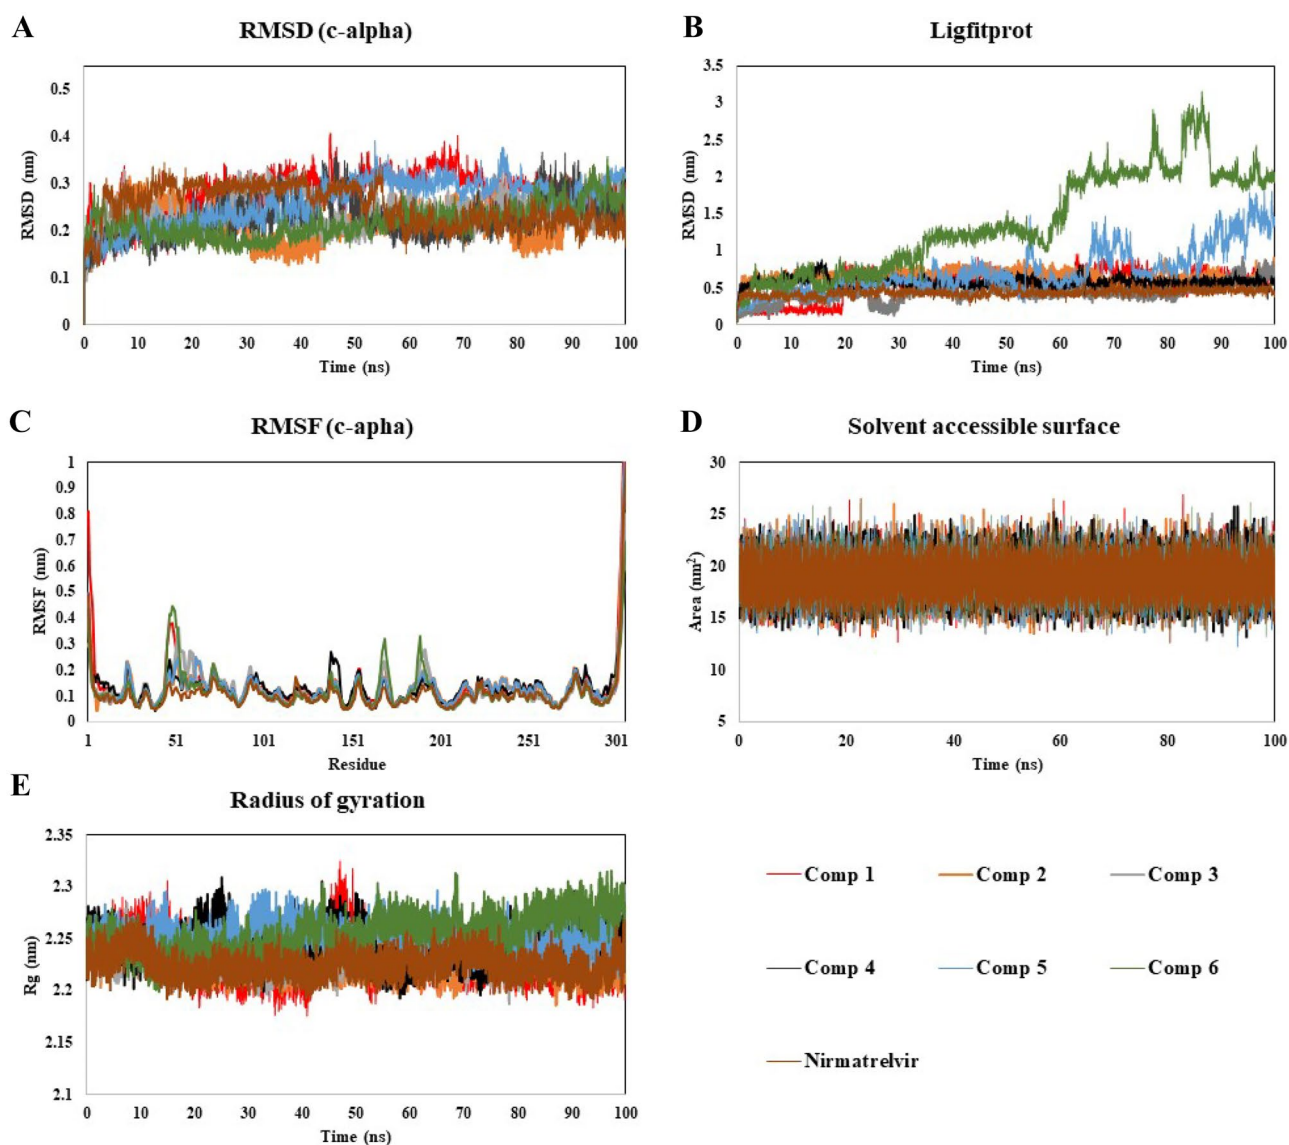 A
RMSD (c-alpha)
0.5
0.4
0.3
0.2
0.1
0
RMSD (nm)
0 10 20 30 40 50 60 70 80 90 100
Time (ns)
B
Ligfitprot
3.5
3
2.5
2
1.5
1
0.5
0
RMSD (nm)
0 10 20 30 40 50 60 70 80 90 100
Time (ns)
C
RMSF (c-apha)
1
0.9
0.8
0.7
0.6
0.5
0.4
0.3
0.2
0.1
0
RMSF (nm)
1 51 101 151 201 251 301
Residue
D
Solvent accessible surface
30
25
20
15
10
5
Area (nm²)
0 20 40 60 80 100
Time (ns)
E
Radius of gyration
2.35
2.3
2.25
2.2
2.15
2.1
Rg (nm)
0 10 20 30 40 50 60 70 80 90 100
Time (ns)
Comp 1 Comp 2 Comp 3
Comp 4 Comp 5 Comp 6
Nirmatrelvir